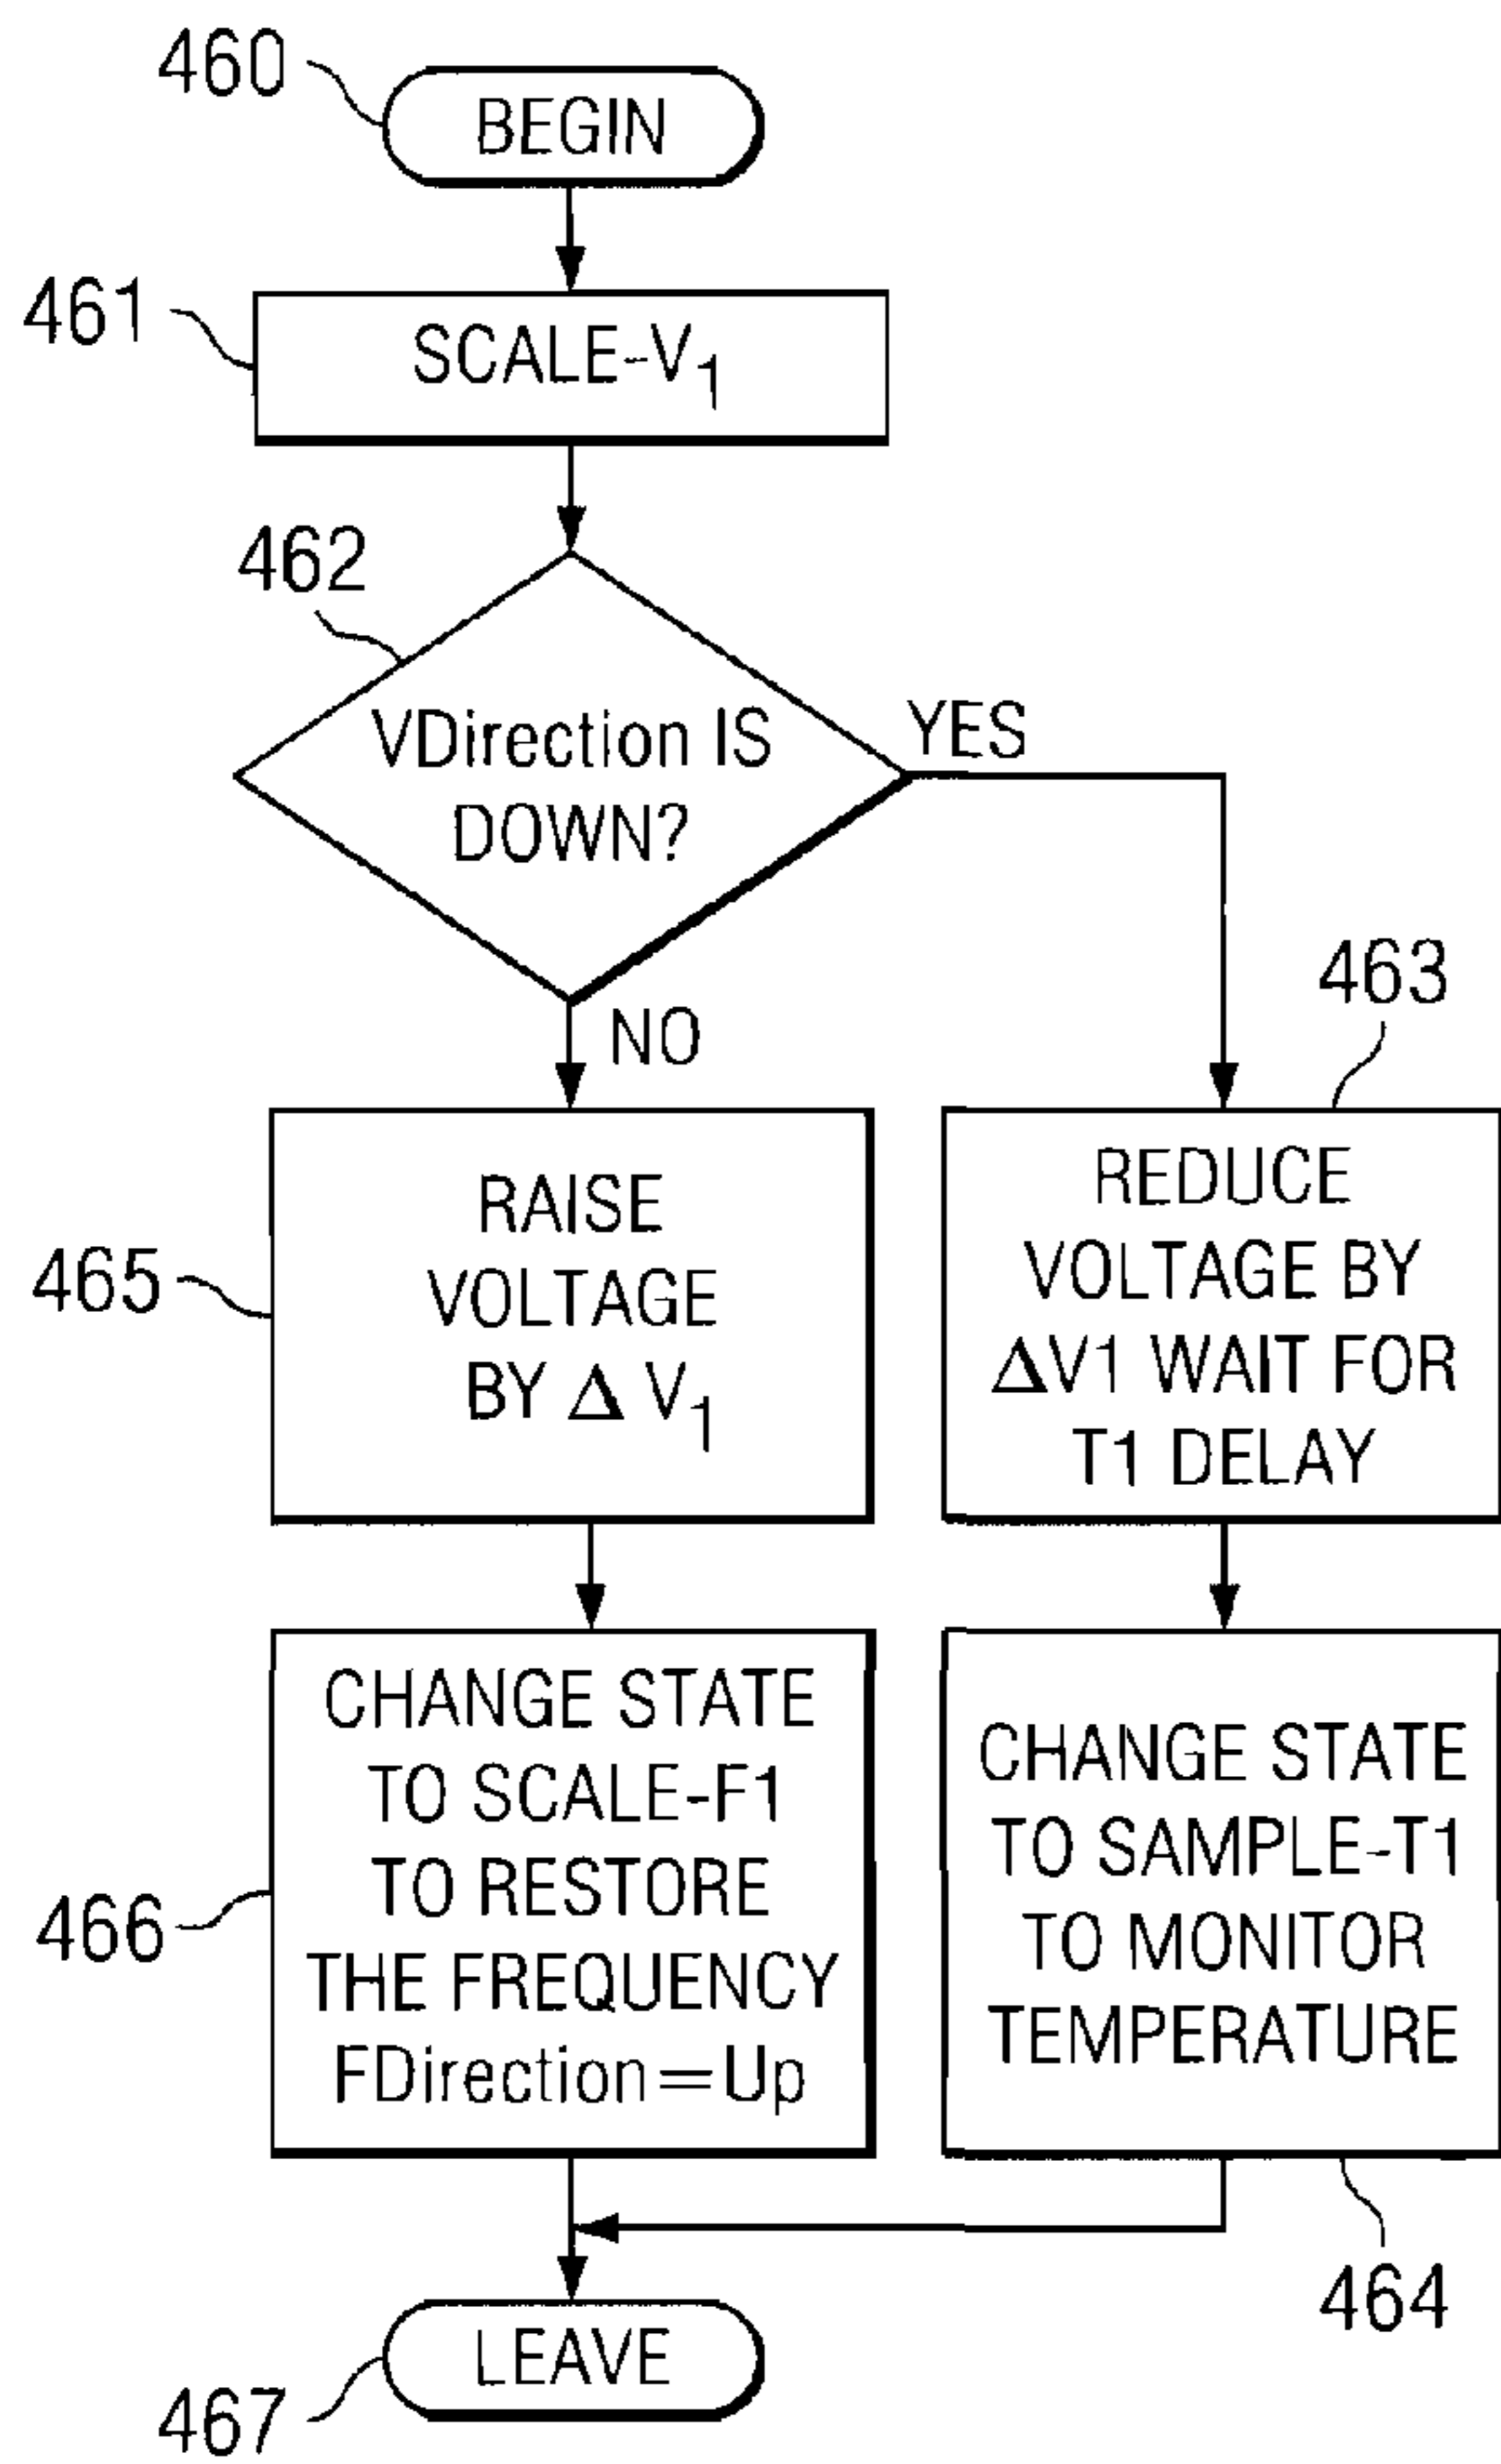 460
BEGIN
461
SCALE-V₁
462
VDirection IS
DOWN?
YES
NO
463
REDUCE
VOLTAGE BY
ΔV1 WAIT FOR
T1 DELAY
465
RAISE
VOLTAGE
BY Δ V₁
466
CHANGE STATE
TO SCALE-F1
TO RESTORE
THE FREQUENCY
FDirection=Up
CHANGE STATE
TO SAMPLE-T1
TO MONITOR
TEMPERATURE
464
LEAVE
467